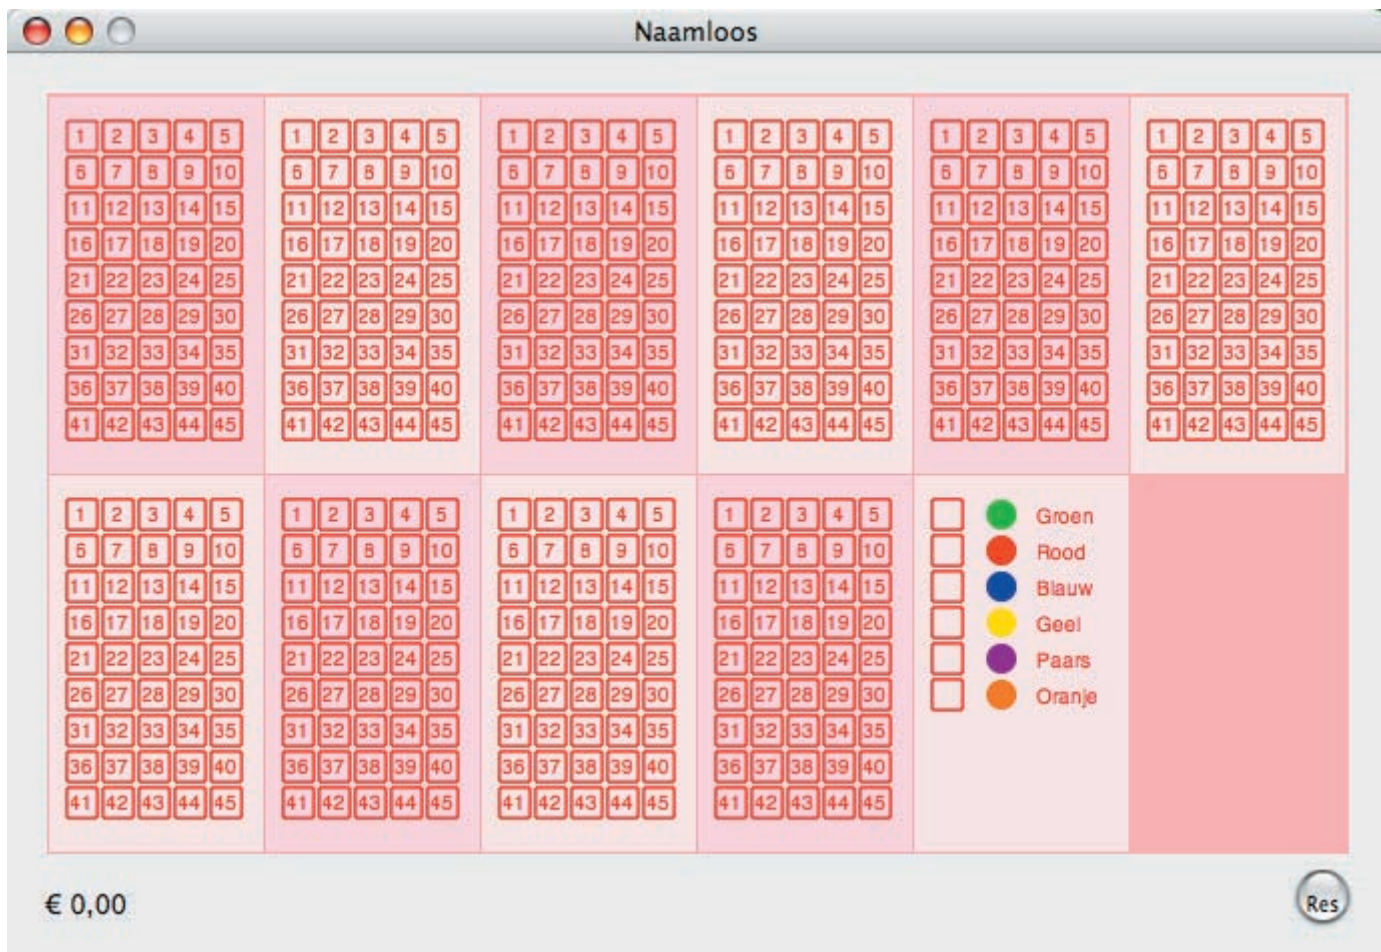 Naamloos
1 2 3 4 5 1 2 3 4 5 1 2 3 4 5 1 2 3 4 5 1 2 3 4 5 1 2 3 4 5
6 7 8 9 10 6 7 8 9 10 6 7 8 9 10 6 7 8 9 10 6 7 8 9 10 6 7 8 9 10
11 12 13 14 15 11 12 13 14 15 11 12 13 14 15 11 12 13 14 15 11 12 13 14 15 11 12 13 14 15
16 17 18 19 20 16 17 18 19 20 16 17 18 19 20 16 17 18 19 20 16 17 18 19 20 16 17 18 19 20
21 22 23 24 25 21 22 23 24 25 21 22 23 24 25 21 22 23 24 25 21 22 23 24 25 21 22 23 24 25
26 27 28 29 30 26 27 28 29 30 26 27 28 29 30 26 27 28 29 30 26 27 28 29 30 26 27 28 29 30
31 32 33 34 35 31 32 33 34 35 31 32 33 34 35 31 32 33 34 35 31 32 33 34 35 31 32 33 34 35
36 37 38 39 40 36 37 38 39 40 36 37 38 39 40 36 37 38 39 40 36 37 38 39 40 36 37 38 39 40
41 42 43 44 45 41 42 43 44 45 41 42 43 44 45 41 42 43 44 45 41 42 43 44 45 41 42 43 44 45
1 2 3 4 5 1 2 3 4 5 1 2 3 4 5 1 2 3 4 5 Groen
6 7 8 9 10 6 7 8 9 10 6 7 8 9 10 6 7 8 9 10 Rood
11 12 13 14 15 11 12 13 14 15 11 12 13 14 15 11 12 13 14 15 Blauw
16 17 18 19 20 16 17 18 19 20 16 17 18 19 20 16 17 18 19 20 Geel
21 22 23 24 25 21 22 23 24 25 21 22 23 24 25 21 22 23 24 25 Paars
26 27 28 29 30 26 27 28 29 30 26 27 28 29 30 26 27 28 29 30 Oranje
31 32 33 34 35 31 32 33 34 35 31 32 33 34 35 31 32 33 34 35
36 37 38 39 40 36 37 38 39 40 36 37 38 39 40 36 37 38 39 40
41 42 43 44 45 41 42 43 44 45 41 42 43 44 45 41 42 43 44 45
€ 0,00 Res